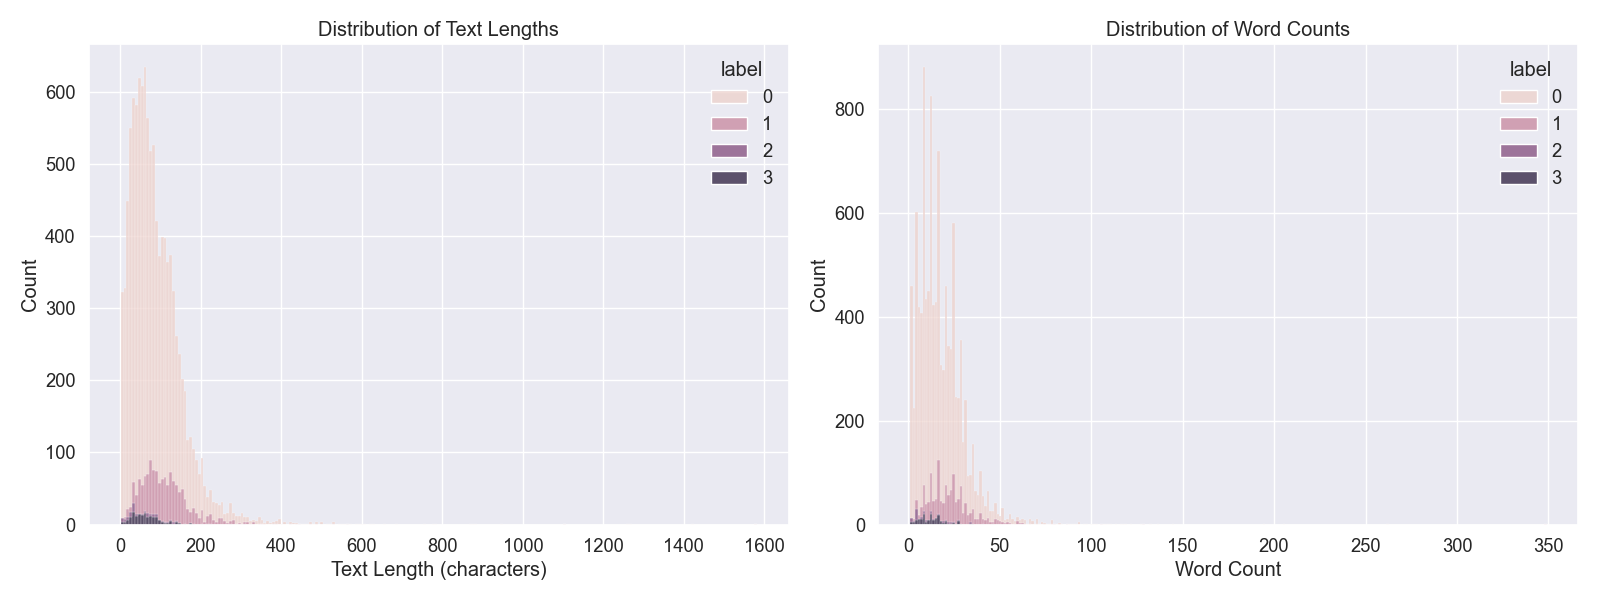 Distribution of Text Lengths
Count
600
500
400
300
200
100
0
0 200 400 600 800 1000 1200 1400 1600
Text Length (characters)
label
0
1
2
3
Distribution of Word Counts
Count
800
600
400
200
0
0 50 100 150 200 250 300 350
Word Count
label
0
1
2
3